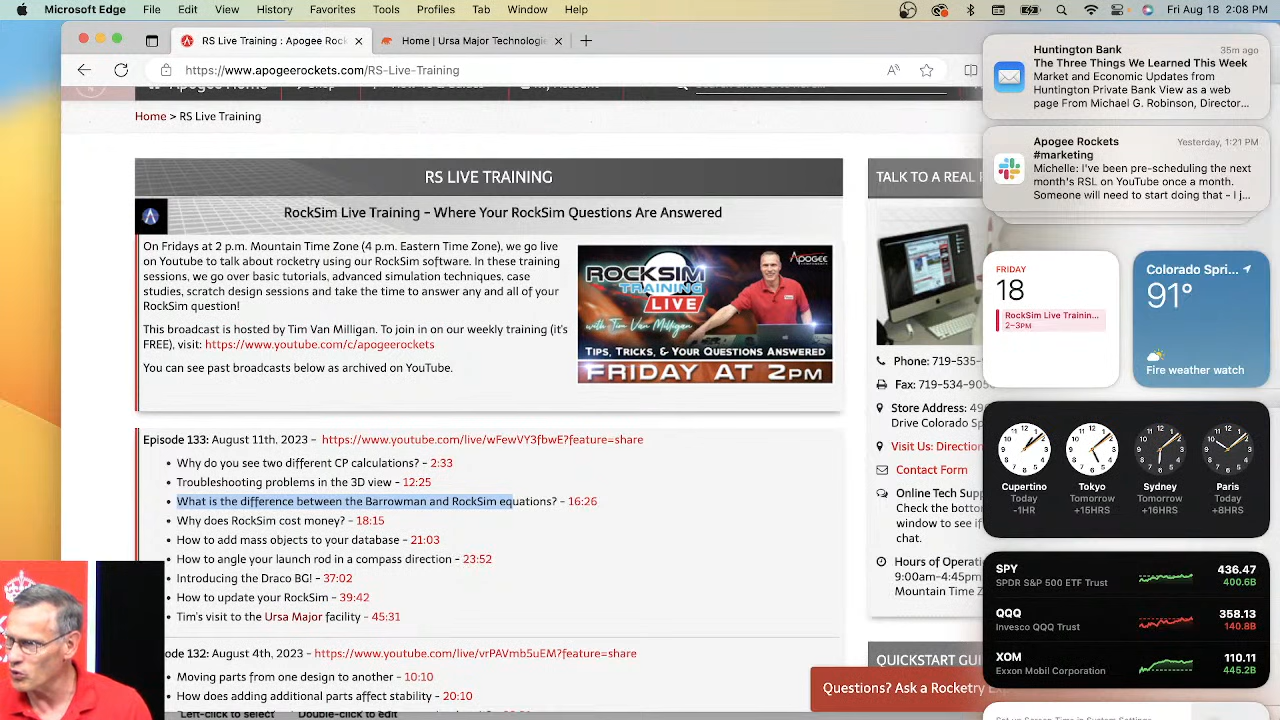 Microsoft Edge File Edit View History Favorites Tools Profiles Tab Window Help Fri Aug 18 2:08 PM
RS Live Training : Apogee Rock
Home | Ursa Major Technologie
https://www.apogeerockets.com/RS-Live-Training
Apogee Home
Home > RS Live Training
RS LIVE TRAINING
RockSim Live Training – Where Your RockSim Questions Are Answered
On Fridays at 2 p.m. Mountain Time Zone (4 p.m. Eastern Time Zone), we go live
on Youtube to talk about rocketry using our RockSim software. In these training
sessions, we go over basic tutorials, advanced simulation techniques, case
studies, scratch design sessions and take the time to answer any and all of your
RockSim question!
This broadcast is hosted by Tim Van Milligan. To join on our weekly training (it's
FREE), visit: https://www.youtube.com/c/apogeerockets
You can see past broadcasts below as archived on YouTube.
APOGEE
COMPONENTS
ROCKSIM
TRAINING
LIVE
with Tim Van Milligan
TIPS, TRICKS, & YOUR QUESTIONS ANSWERED
FRIDAY AT 2PM
Episode 133: August 11th, 2023 – https://www.youtube.com/live/wFewVY3fbwE?feature=share
• Why do you see two different CP calculations? – 2:33
• Troubleshooting problems in the 3D view – 12:25
• What is the difference between the Barrowman and RockSim equations? – 16:26
• Why does RockSim cost money? – 18:15
• How to add mass objects to your database – 21:03
• How to angle your launch rod in a compass direction – 23:52
• Introducing the Draco BG! – 37:02
• How to update your RockSim – 39:42
• Tim's visit to the Ursa Major facility – 45:31
ode 132: August 4th, 2023 – https://www.youtube.com/live/vrPAVmb5uEM?feature=share
Moving parts fr 10:10
• How does adding additional parts affect stability – 20:10
Left-click to select Double-click to edit
TALK TO A REAL
Phone: 719-535-
Fax: 719-534-905
Store Address: 49
Visit Us: Direction
Contact Form
Online Tech Supp
Check the bottom
window to see if
chat.
Hours of Operati
9:00am-4:45pm
Mountain Time Z
QUICKSTART GUI
Questions? Ask a Rocketry Ex
Huntington Bank 35m ago
The Three Things We Learned This Week
Market and Economic Updates from
Huntington Private Bank View as a web
page From Michael G. Robinson, Director...
Apogee Rockets Yesterday, 1:21 PM
#marketing
Michelle: I've been pre-scheduling the next
month's RSL on YouTube once a month.
Someone will need to start doing that - I j...
FRIDAY
18
RockSim Live Trainin...
2–3PM
Colorado Spri...
91°
Fire weather watch
Cupertino Tokyo Sydney Paris
Today Tomorrow Tomorrow Today
-1HR +15HRS +16HRS +8HRS
SPY 436.47
SPDR S&P 500 ETF Trust 400.6B
QQQ 358.13
Invesco QQQ Trust 140.8B
XOM 110.11
Exxon Mobil Corporation 445.2B
Set up Screen Time in System Settings